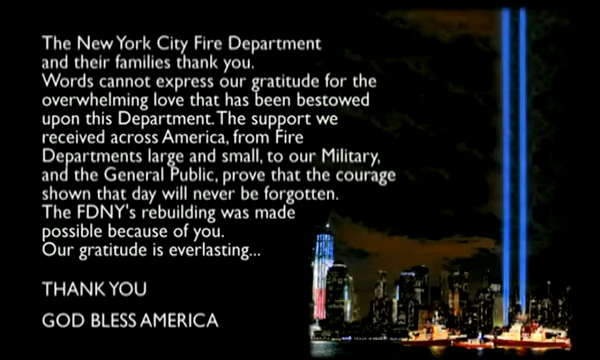 The New York City Fire Department
and their families thank you.
Words cannot express our gratitude for the
overwhelming love that has been bestowed
upon this Department. The support we
received across America, from Fire
Departments large and small, to our Military,
and the General Public, prove that the courage
shown that day will never be forgotten.
The FDNY's rebuilding was made
possible because of you.
Our gratitude is everlasting...
THANK YOU
GOD BLESS AMERICA